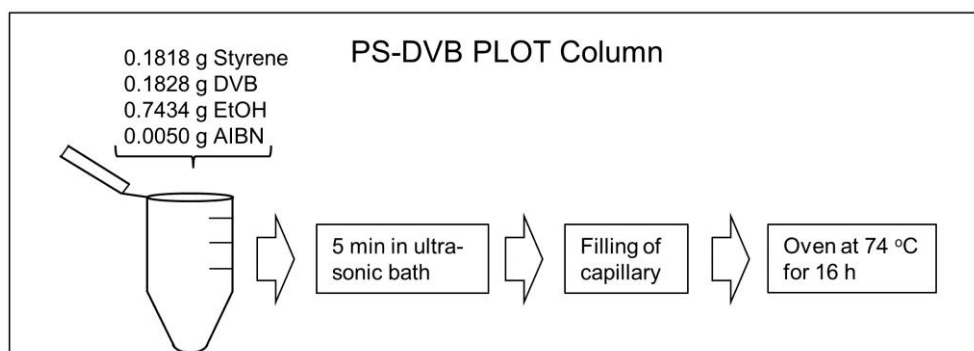 PS-DVB PLOT Column
0.1818 g Styrene
0.1828 g DVB
0.7434 g EtOH
0.0050 g AIBN
5 min in ultra-
sonic bath
Filling of
capillary
Oven at 74 °C
for 16 h